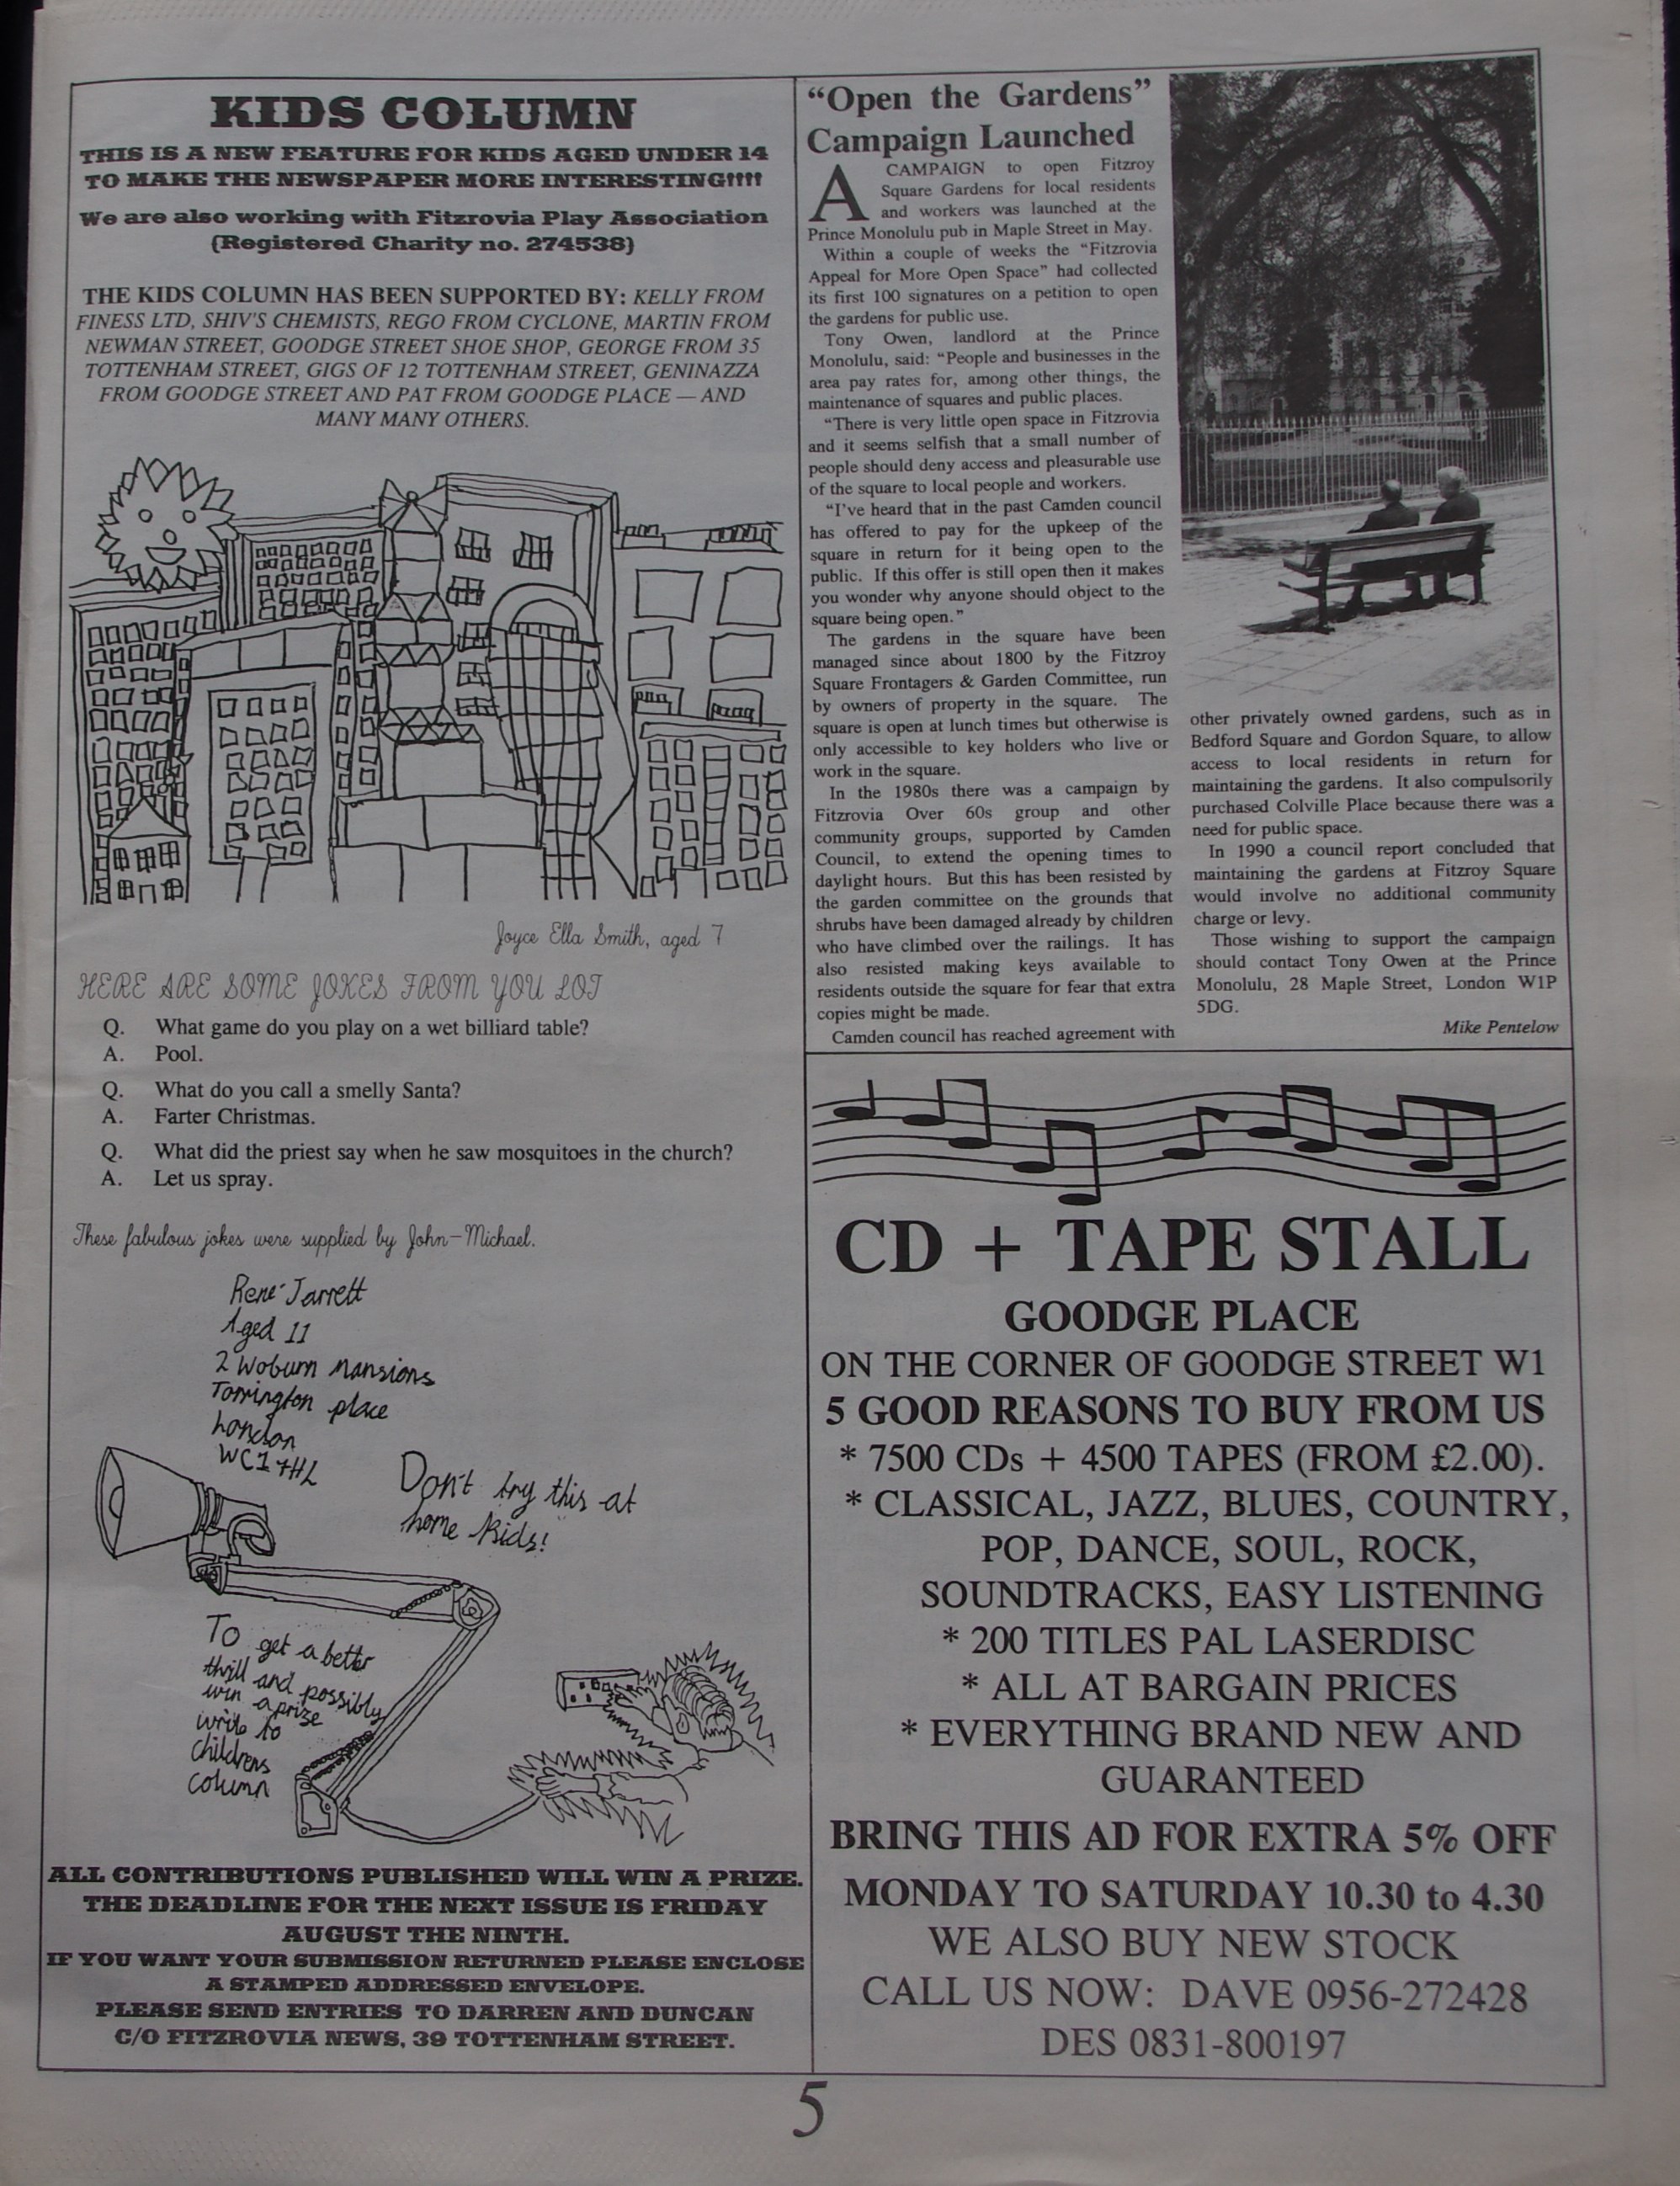 KIDS COLUMN
THIS IS A NEW FEATURE FOR KIDS AGED UNDER 14
TO MAKE THE NEWSPAPER MORE INTERESTING!!!!
We are also working with Fitzrovia Play Association
(Registered Charity no. 274538)
THE KIDS COLUMN HAS BEEN SUPPORTED BY: KELLY FROM
FINESS LTD, SHIV'S CHEMISTS, REGO FROM CYCLONE, MARTIN FROM
NEWMAN STREET, GOODGE STREET SHOE SHOP, GEORGE FROM 35
TOTTENHAM STREET, GIGS OF 12 TOTTENHAM STREET, GENINAZZA
FROM GOODGE STREET AND PAT FROM GOODGE PLACE — AND
MANY MANY OTHERS.
Joyce Ella Smith, aged 7
HERE ARE SOME JOKES FROM YOU LOT
Q. What game do you play on a wet billiard table?
A. Pool.
Q. What do you call a smelly Santa?
A. Farter Christmas.
Q. What did the priest say when he saw mosquitoes in the church?
A. Let us spray.
These fabulous jokes were supplied by John-Michael.
Rene Jarrett
Aged 11
2 Woburn Mansions
Torrington place
London
WC1 7HL
Don't try this at
home kids!
To get a better
thrill and possibly
win a prize
write to
childrens
column
ALL CONTRIBUTIONS PUBLISHED WILL WIN A PRIZE.
THE DEADLINE FOR THE NEXT ISSUE IS FRIDAY
AUGUST THE NINTH.
IF YOU WANT YOUR SUBMISSION RETURNED PLEASE ENCLOSE
A STAMPED ADDRESSED ENVELOPE.
PLEASE SEND ENTRIES TO DARREN AND DUNCAN
C/O FITZROVIA NEWS, 39 TOTTENHAM STREET.
“Open the Gardens”
Campaign Launched
A CAMPAIGN to open Fitzroy
Square Gardens for local residents
and workers was launched at the
Prince Monolulu pub in Maple Street in May.
Within a couple of weeks the “Fitzrovia
Appeal for More Open Space” had collected
its first 100 signatures on a petition to open
the gardens for public use.
Tony Owen, landlord at the Prince
Monolulu, said: “People and businesses in the
area pay rates for, among other things, the
maintenance of squares and public places.
“There is very little open space in Fitzrovia
and it seems selfish that a small number of
people should deny access and pleasurable use
of the square to local people and workers.
“I've heard that in the past Camden council
has offered to pay for the upkeep of the
square in return for it being open to the
public. If this offer is still open then it makes
you wonder why anyone should object to the
square being open.”
The gardens in the square have been
managed since about 1800 by the Fitzroy
Square Frontagers & Garden Committee, run
by owners of property in the square. The
square is open at lunch times but otherwise is
only accessible to key holders who live or
work in the square.
In the 1980s there was a campaign by
Fitzrovia Over 60s group and other
community groups, supported by Camden
Council, to extend the opening times to
daylight hours. But this has been resisted by
the garden committee on the grounds that
shrubs have been damaged already by children
who have climbed over the railings. It has
also resisted making keys available to
residents outside the square for fear that extra
copies might be made.
Camden council has reached agreement with
other privately owned gardens, such as in
Bedford Square and Gordon Square, to allow
access to local residents in return for
maintaining the gardens. It also compulsorily
purchased Colville Place because there was a
need for public space.
In 1990 a council report concluded that
maintaining the gardens at Fitzroy Square
would involve no additional community
charge or levy.
Those wishing to support the campaign
should contact Tony Owen at the Prince
Monolulu, 28 Maple Street, London W1P
5DG.
Mike Pentelow
CD + TAPE STALL
GOODGE PLACE
ON THE CORNER OF GOODGE STREET W1
5 GOOD REASONS TO BUY FROM US
* 7500 CDs + 4500 TAPES (FROM £2.00).
* CLASSICAL, JAZZ, BLUES, COUNTRY,
POP, DANCE, SOUL, ROCK,
SOUNDTRACKS, EASY LISTENING
* 200 TITLES PAL LASERDISC
* ALL AT BARGAIN PRICES
* EVERYTHING BRAND NEW AND
GUARANTEED
BRING THIS AD FOR EXTRA 5% OFF
MONDAY TO SATURDAY 10.30 to 4.30
WE ALSO BUY NEW STOCK
CALL US NOW: DAVE 0956-272428
DES 0831-800197
5